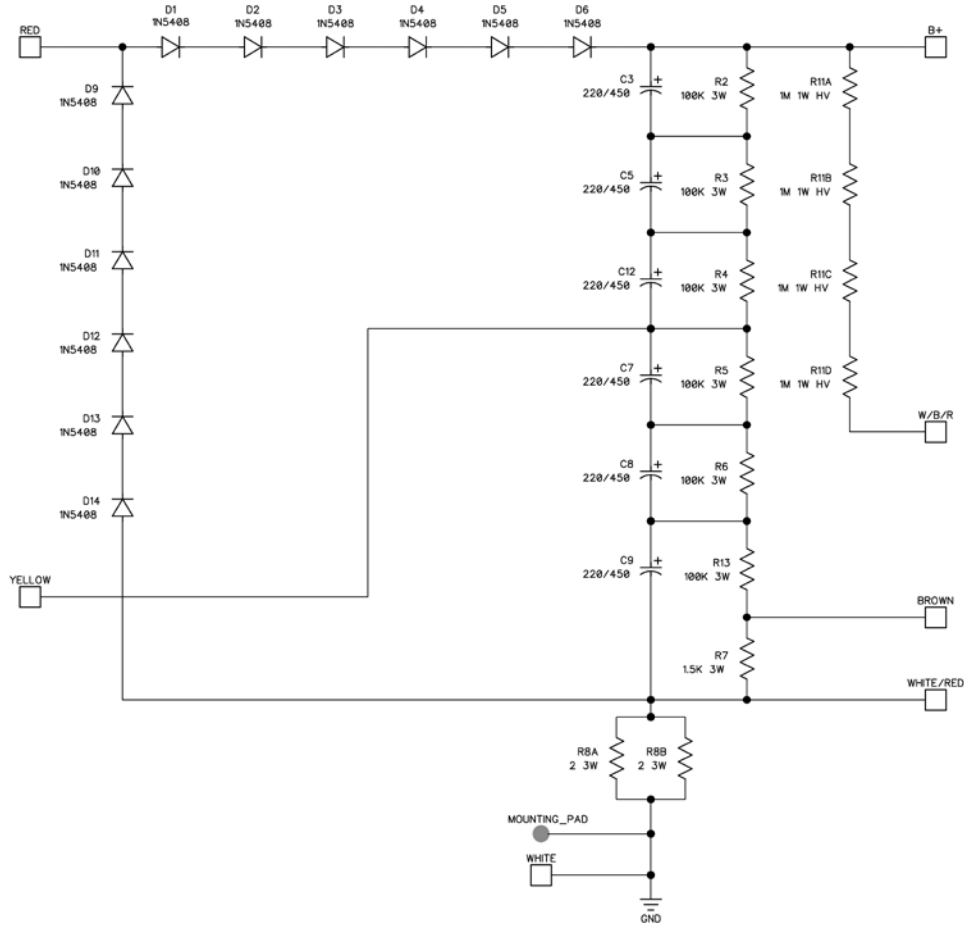 D1
1N5408
D2
1N5408
D3
1N5408
D4
1N5408
D5
1N5408
D6
1N5408
RED
B+
D9
1N5408
C3
220/450
+
R2
100K 3W
R11A
1M 1W HV
D10
1N5408
C5
220/450
+
R3
100K 3W
R11B
1M 1W HV
D11
1N5408
C12
220/450
+
R4
100K 3W
R11C
1M 1W HV
D12
1N5408
C7
220/450
+
R5
100K 3W
R11D
1M 1W HV
W/B/R
D13
1N5408
C8
220/450
+
R6
100K 3W
D14
1N5408
YELLOW
C9
220/450
+
R13
100K 3W
BROWN
R7
1.5K 3W
WHITE/RED
R8A
2 3W
R8B
2 3W
MOUNTING_PAD
WHITE
GND